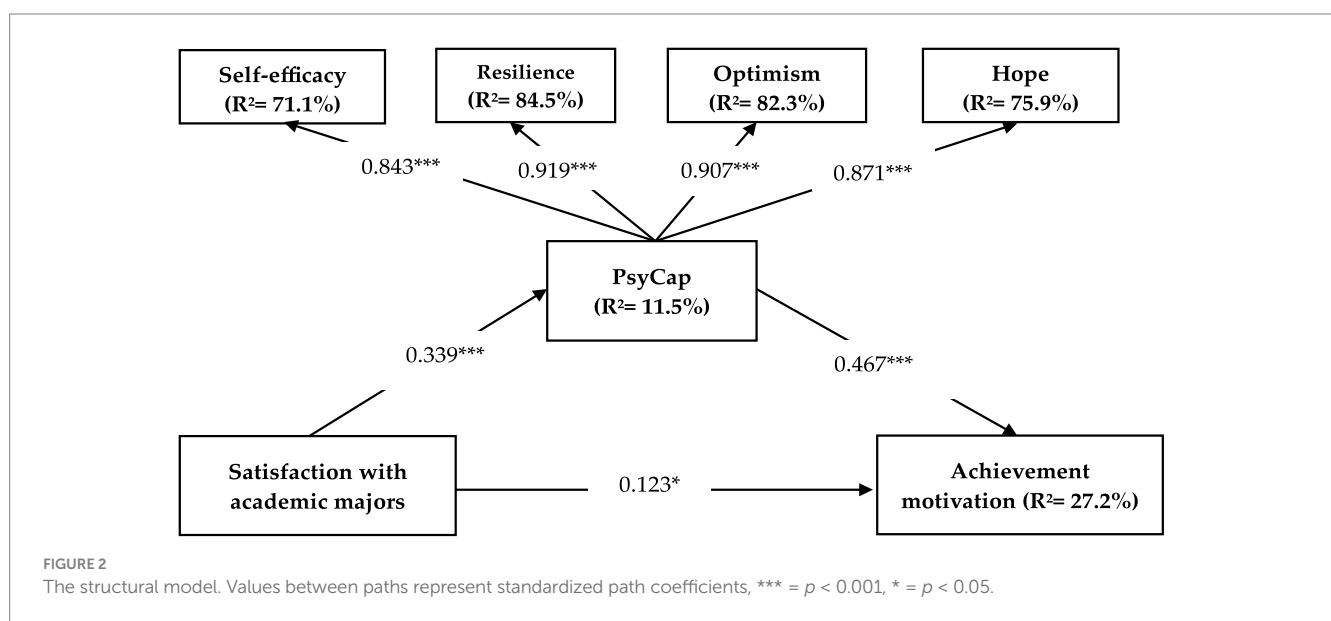 Self-efficacy
(R²= 71.1%)
Resilience
(R²= 84.5%)
Optimism
(R²= 82.3%)
Hope
(R²= 75.9%)
0.843***
0.919***
0.907***
0.871***
PsyCap
(R²= 11.5%)
0.339***
0.467***
Satisfaction with
academic majors
0.123*
Achievement
motivation (R²= 27.2%)
FIGURE 2
The structural model. Values between paths represent standardized path coefficients, *** = p < 0.001, * = p < 0.05.